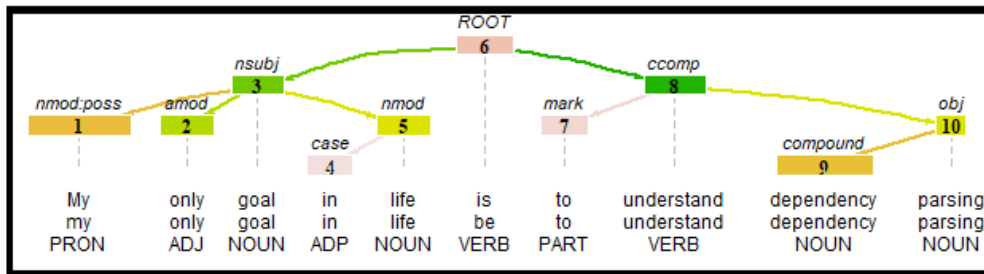 ROOT
6
nsubj ccomp
3 8
nmod:poss amod nmod mark obj
1 2 5 7 10
case compound
4 9
My only goal in life is to understand dependency parsing
my only goal in life be to understand dependency parsing
PRON ADJ NOUN ADP NOUN VERB PART VERB NOUN NOUN